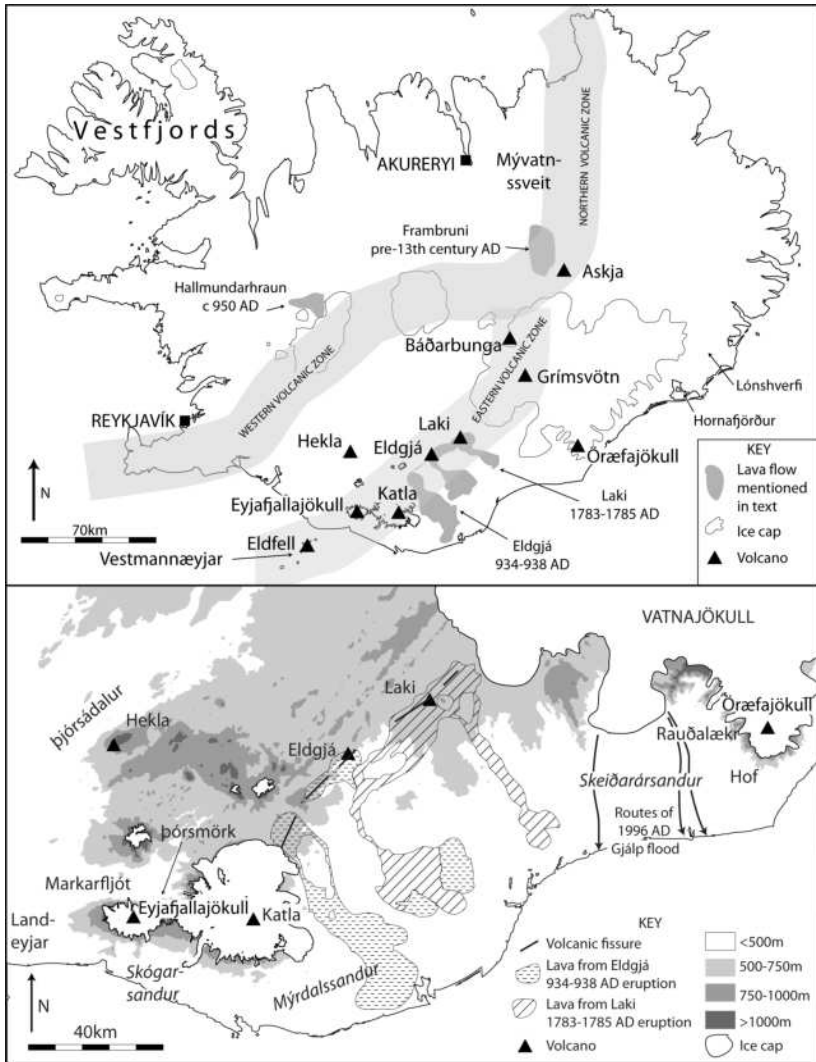 Vestfjords
AKURERYI
Mývatn-
ssveit
NORTHERN VOLCANIC ZONE
Frambruni
pre-13th century AD
Askja
Hallmundarhraun
c 950 AD
WESTERN VOLCANIC ZONE
Báðarbunga
EASTERN VOLCANIC ZONE
Grímsvötn
Lónshverfi
Hornafjörður
REYKJAVÍK
Hekla
Laki
Eldgjá
Öræfajökull
N
70km
Eyjafjallajökull
Katla
Laki
1783-1785 AD
Eldfell
Vestmannæyjar
Eldgjá
934-938 AD
KEY
Lava flow
mentioned
in text
Ice cap
Volcano
VATNAJÖKULL
þjórsádalur
Hekla
Laki
Eldgjá
Öræfajökull
Rauðalækr
Hof
Skeiðarársandur
Routes of
1996 AD
Gjálp flood
þórsmörk
Markarfljót
Eyjafjallajökull
Katla
Land-
eyjar
Skógar-
sandur
Mýrdalssandur
N
40km
KEY
Volcanic fissure
Lava from Eldgjá
934-938 AD eruption
Lava from Laki
1783-1785 AD eruption
Volcano
<500m
500-750m
750-1000m
>1000m
Ice cap